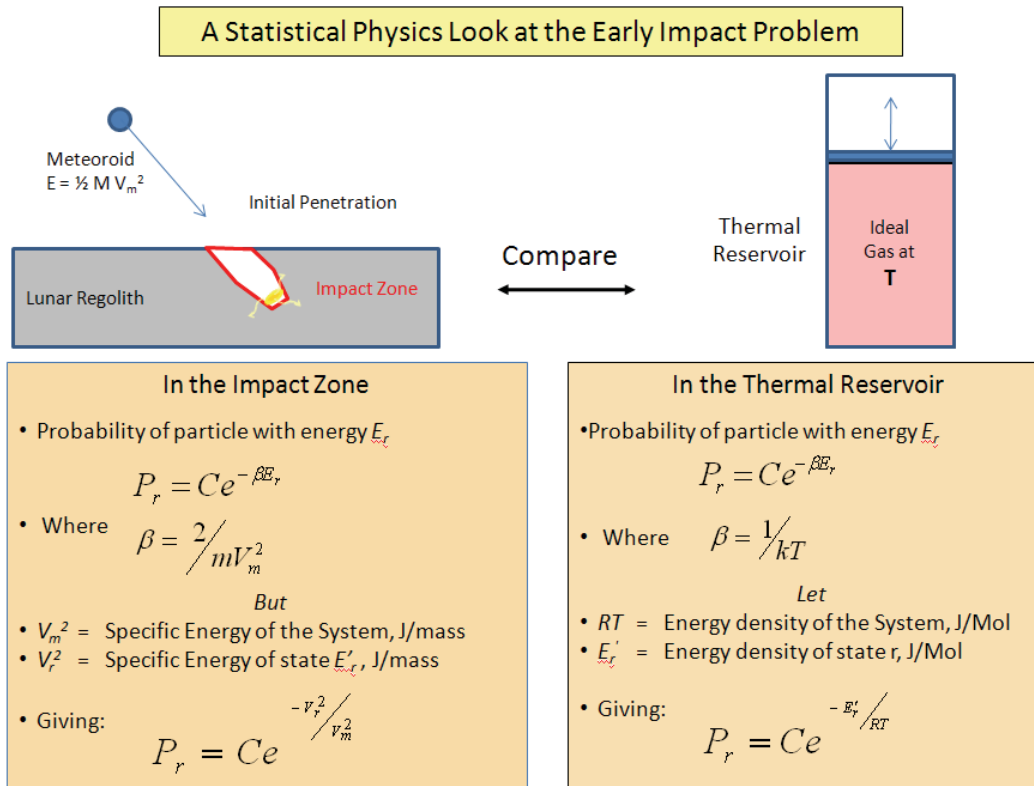 A Statistical Physics Look at the Early Impact Problem
Meteoroid
E = ½ M Vₘ²
Initial Penetration
Lunar Regolith
Impact Zone
Compare
Thermal
Reservoir
Ideal
Gas at
T
In the Impact Zone
• Probability of particle with energy Eᵣ
Pᵣ = Ce^{-βEᵣ}
• Where β = 2/mVₘ²
But
• Vₘ² = Specific Energy of the System, J/mass
• Vᵣ² = Specific Energy of state E'ᵣ, J/mass
• Giving:
Pᵣ = Ce^{-Vᵣ²/Vₘ²}
In the Thermal Reservoir
•Probability of particle with energy Eᵣ
Pᵣ = Ce^{-βEᵣ}
• Where β = 1/kT
Let
• RT = Energy density of the System, J/Mol
• Eᵣ' = Energy density of state r, J/Mol
• Giving:
Pᵣ = Ce^{-E'ᵣ/RT}